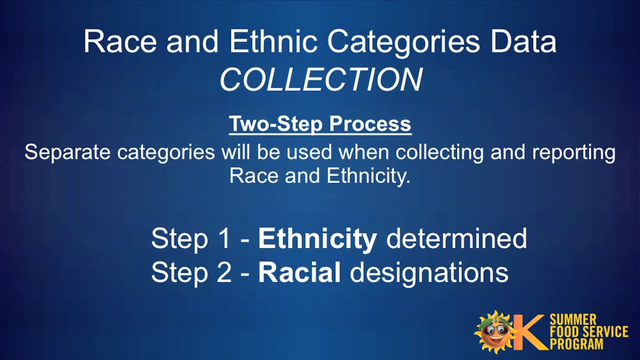 Race and Ethnic Categories Data
COLLECTION
Two-Step Process
Separate categories will be used when collecting and reporting
Race and Ethnicity.
Step 1 - Ethnicity determined
Step 2 - Racial designations
OK SUMMER
FOOD SERVICE
PROGRAM